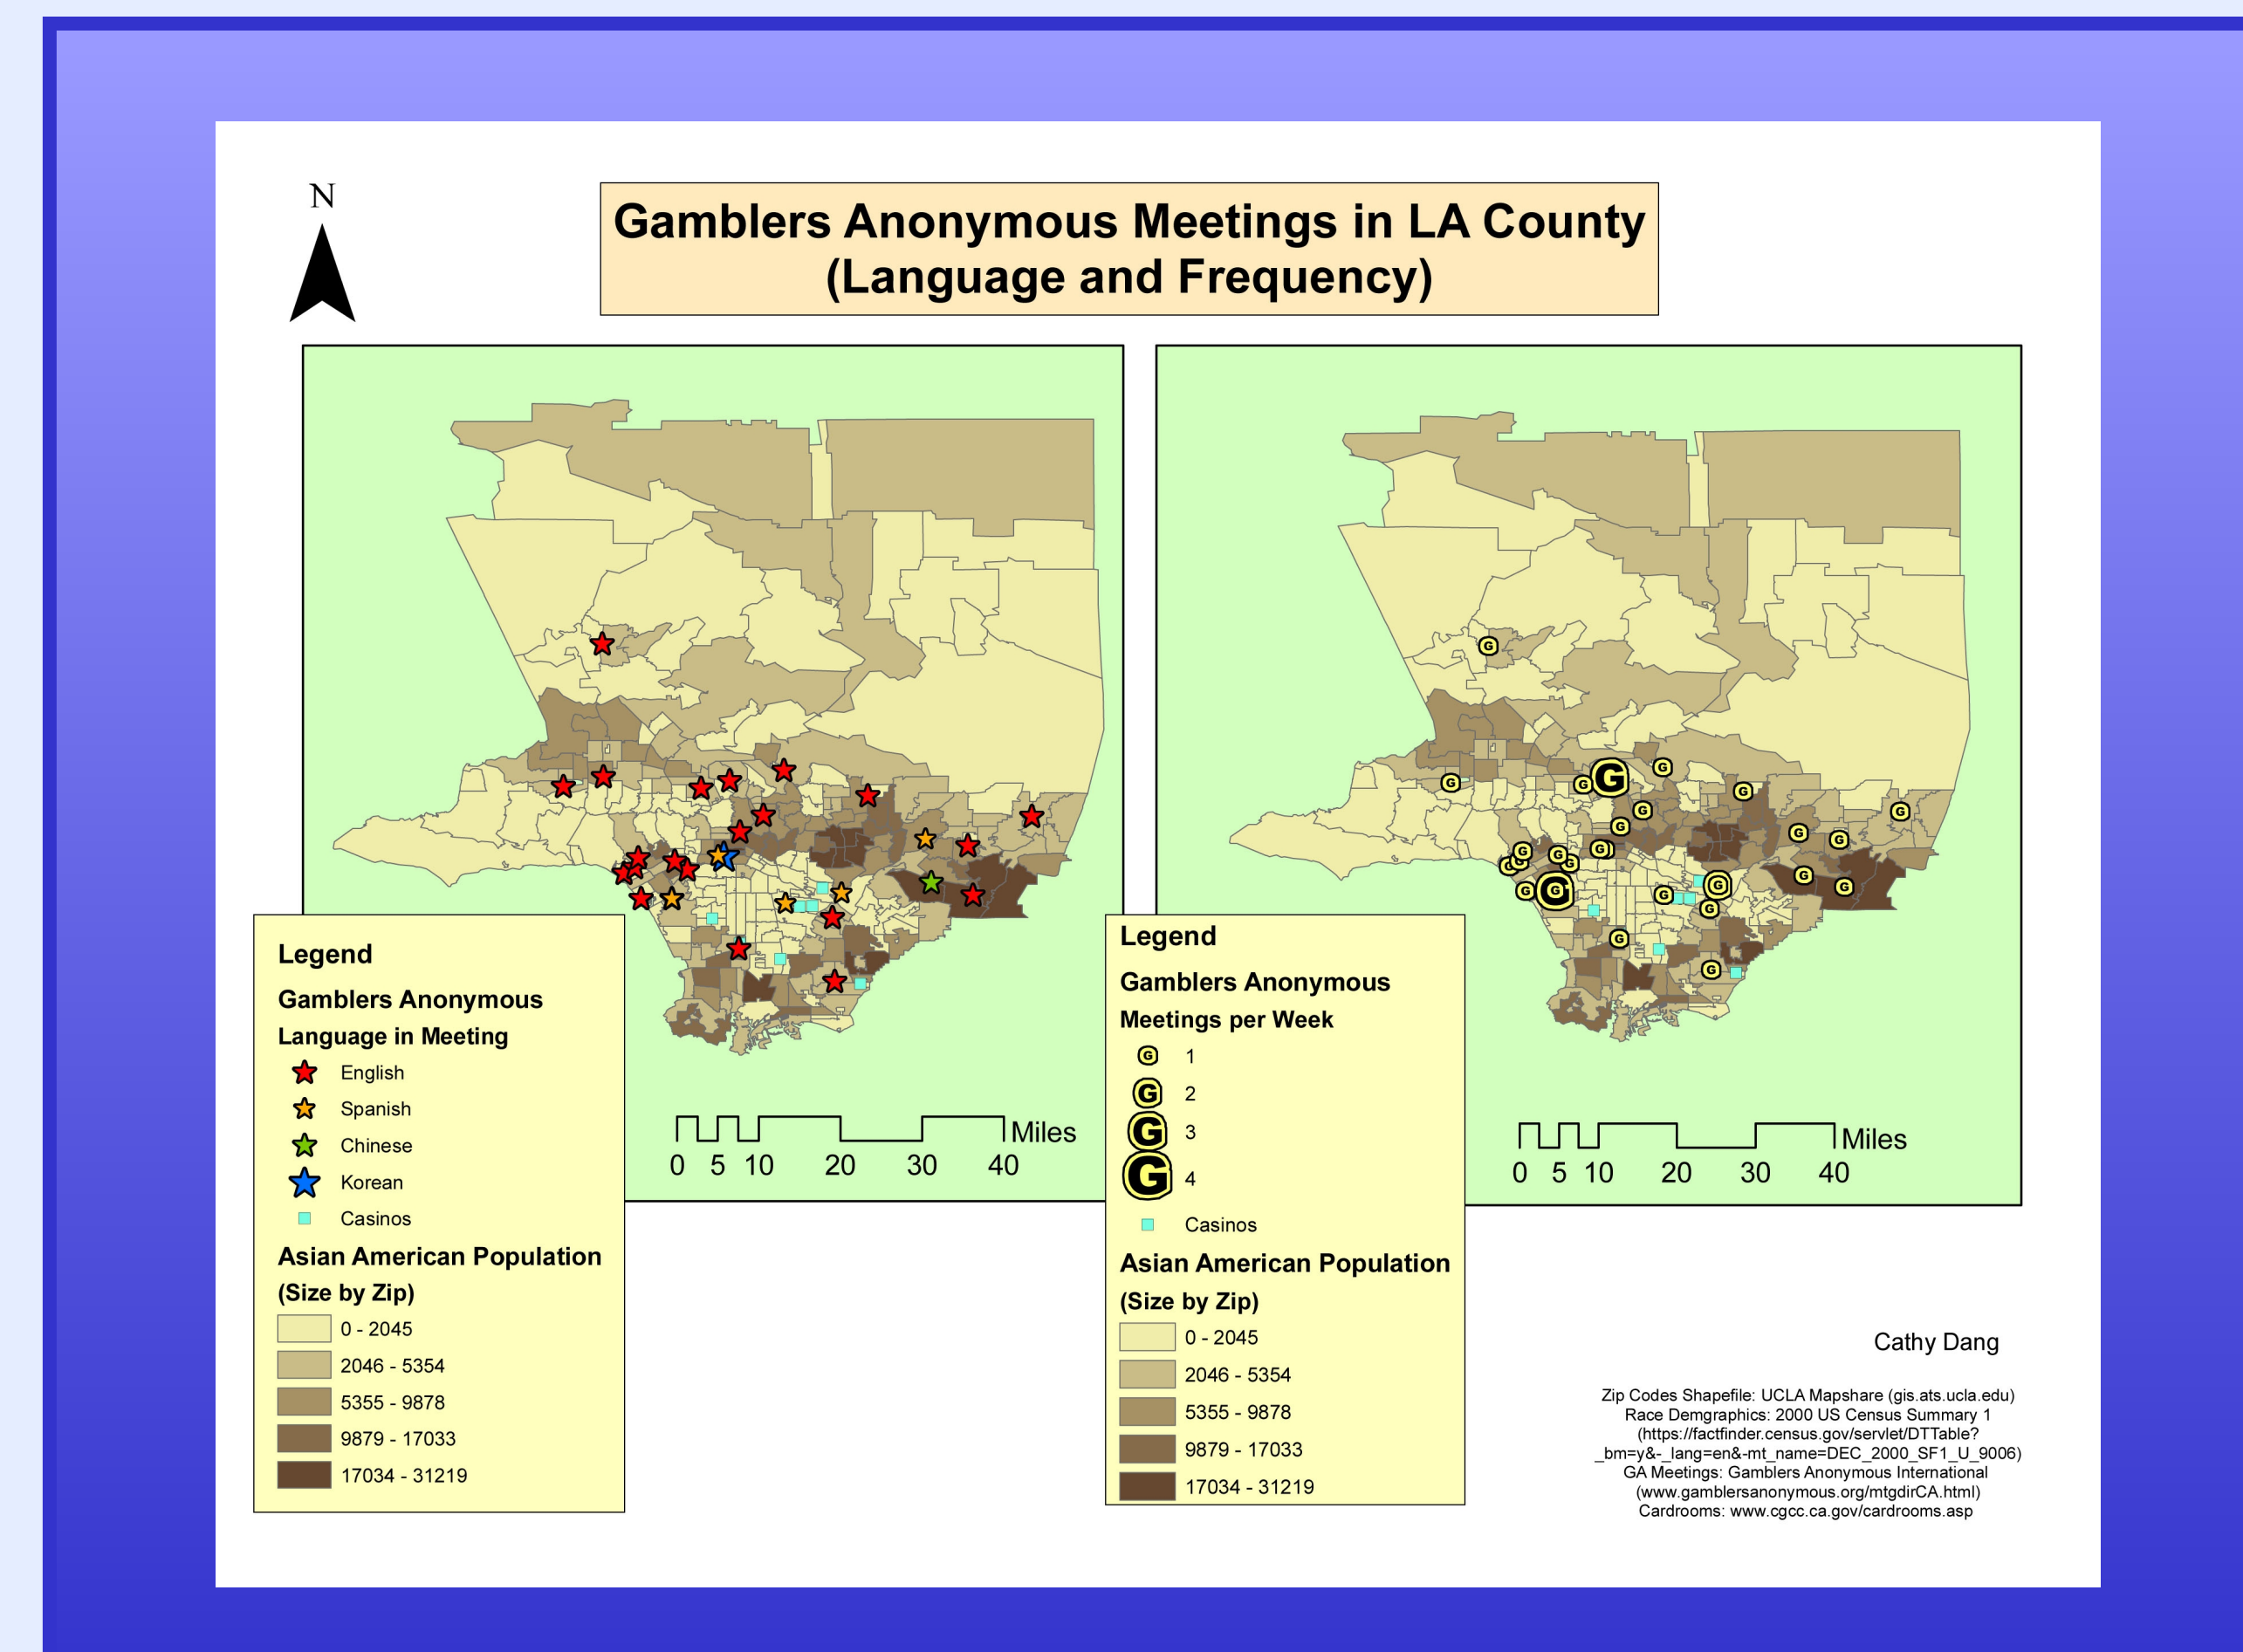 N
Gamblers Anonymous Meetings in LA County
(Language and Frequency)
Legend
Gamblers Anonymous
Language in Meeting
English
Spanish
Chinese
Korean
Casinos
Asian American Population
(Size by Zip)
0 - 2045
2046 - 5354
5355 - 9878
9879 - 17033
17034 - 31219
Miles
0 5 10 20 30 40
Legend
Gamblers Anonymous
Meetings per Week
G 1
G 2
G 3
G 4
Casinos
Asian American Population
(Size by Zip)
0 - 2045
2046 - 5354
5355 - 9878
9879 - 17033
17034 - 31219
Miles
0 5 10 20 30 40
Cathy Dang
Zip Codes Shapefile: UCLA Mapshare (gis.ats.ucla.edu)
Race Demgraphics: 2000 US Census Summary 1
(https://factfinder.census.gov/servlet/DTTable?
_bm=y&-_lang=en&-mt_name=DEC_2000_SF1_U_9006)
GA Meetings: Gamblers Anonymous International
(www.gamblersanonymous.org/mtgdirCA.html)
Cardrooms: www.cgcc.ca.gov/cardrooms.asp